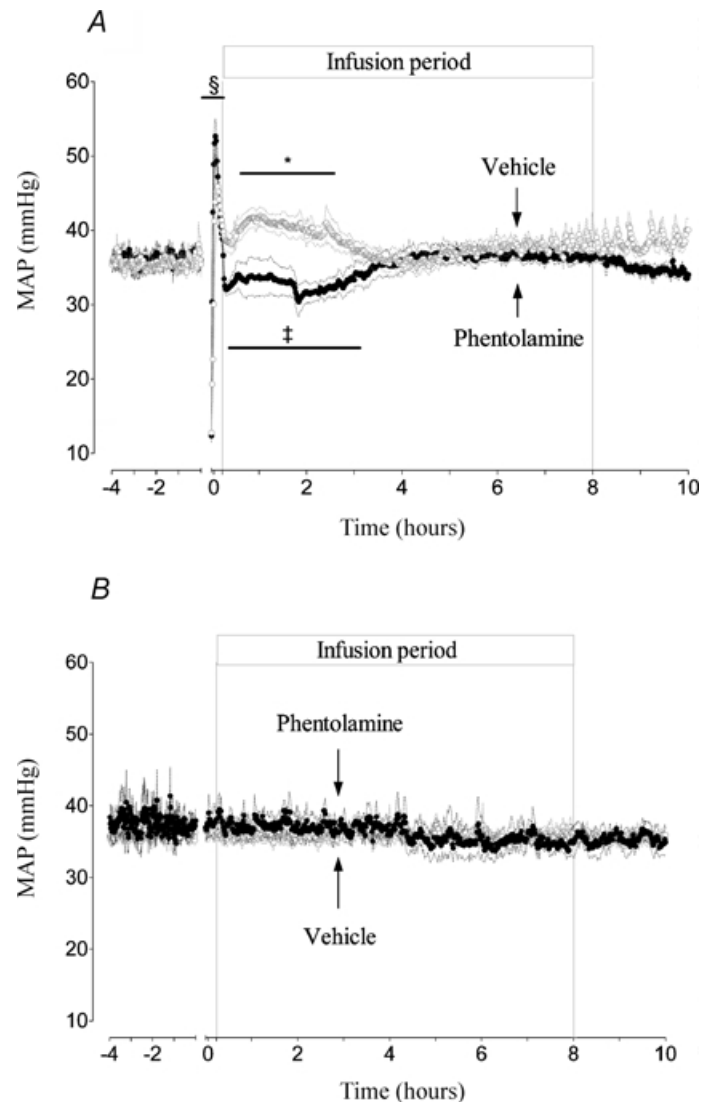 A
Infusion period
60
§
50
*
Vehicle
MAP (mmHg)
40
30
‡
Phentolamine
20
10
-4 -2 0 2 4 6 8 10
Time (hours)
B
Infusion period
60
50
Phentolamine
MAP (mmHg)
40
30
Vehicle
20
10
-4 -2 0 2 4 6 8 10
Time (hours)